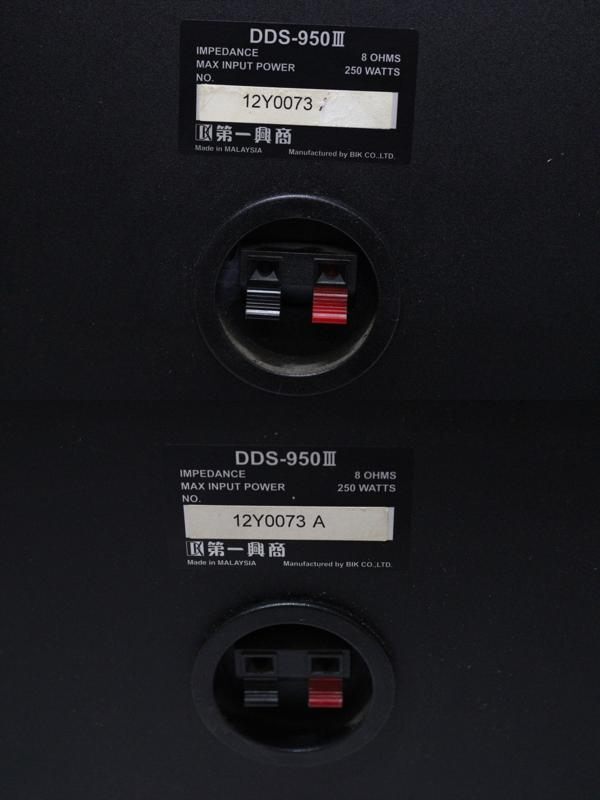 DDS-950Ⅲ
IMPEDANCE 8 OHMS
MAX INPUT POWER 250 WATTS
NO.
12Y0073
第一興商
Made in MALAYSIA Manufactured by BIK CO.,LTD.
DDS-950Ⅲ
IMPEDANCE 8 OHMS
MAX INPUT POWER 250 WATTS
NO.
12Y0073 A
第一興商
Made in MALAYSIA Manufactured by BIK CO.,LTD.